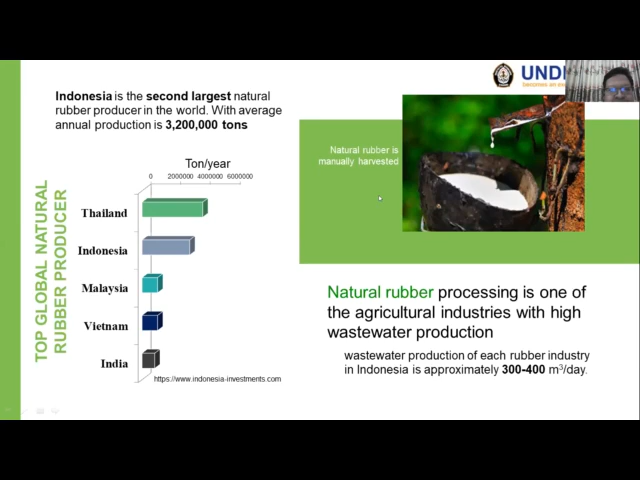 UNDI
becomes an ex
Indonesia is the second largest natural
rubber producer in the world. With average
annual production is 3,200,000 tons
Natural rubber is
manually harvested
Ton/year
0 2000000 4000000 6000000
TOP GLOBAL NATURAL
RUBBER PRODUCER
Thailand
Indonesia
Malaysia
Vietnam
India
https://www.indonesia-investments.com
Natural rubber processing is one of
the agricultural industries with high
wastewater production
wastewater production of each rubber industry
in Indonesia is approximately 300-400 m³/day.